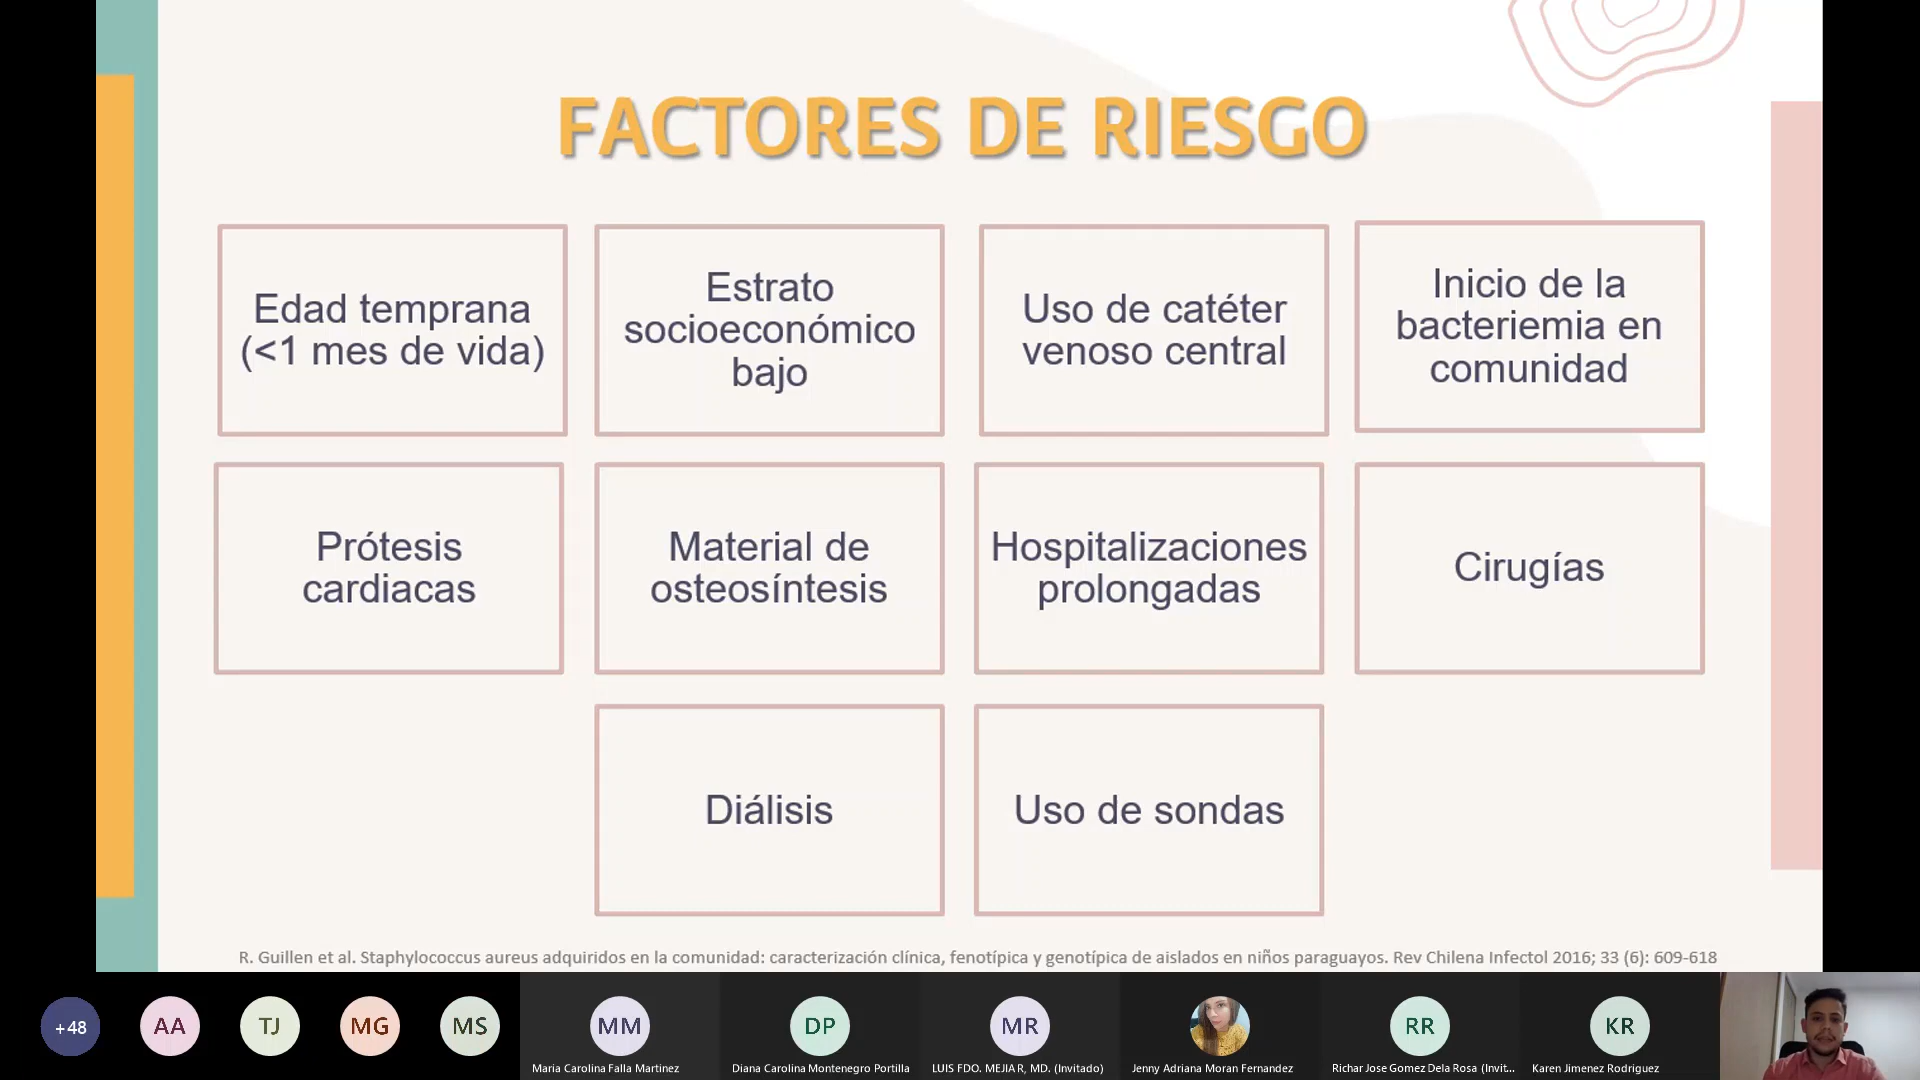 FACTORES DE RIESGO
Edad temprana
(<1 mes de vida)
Estrato
socioeconómico
bajo
Uso de catéter
venoso central
Inicio de la
bacteriemia en
comunidad
Prótesis
cardiacas
Material de
osteosíntesis
Hospitalizaciones
prolongadas
Cirugías
Diálisis
Uso de sondas
R. Guillen et al. Staphylococcus aureus adquiridos en la comunidad: caracterización clínica, fenotípica y genotípica de aislados en niños paraguayos. Rev Chilena Infectol 2016; 33 (6): 609-618
+48
AA
TJ
MG
MS
MM
Maria Carolina Falla Martinez
DP
Diana Carolina Montenegro Portilla
MR
LUIS FDO. MEJIA R, MD. (Invitado)
Jenny Adriana Moran Fernandez
RR
Richar Jose Gomez Dela Rosa (Invit...
KR
Karen Jimenez Rodriguez